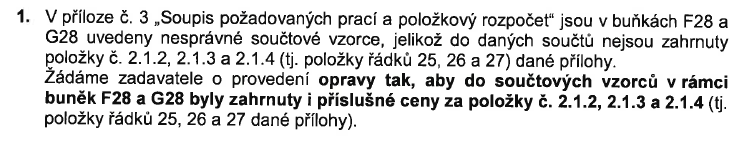 1. V příloze č. 3 „Soupis požadovaných prací a položkový rozpočet“ jsou v buňkách F28 a
G28 uvedeny nesprávné součtové vzorce, jelikož do daných součtů nejsou zahrnuty
položky č. 2.1.2, 2.1.3 a 2.1.4 (tj. položky řádků 25, 26 a 27) dané přílohy.
Žádáme zadavatele o provedení opravy tak, aby do součtových vzorců v rámci
buněk F28 a G28 byly zahrnuty i příslušné ceny za položky č. 2.1.2, 2.1.3 a 2.1.4 (tj.
položky řádků 25, 26 a 27 dané přílohy).